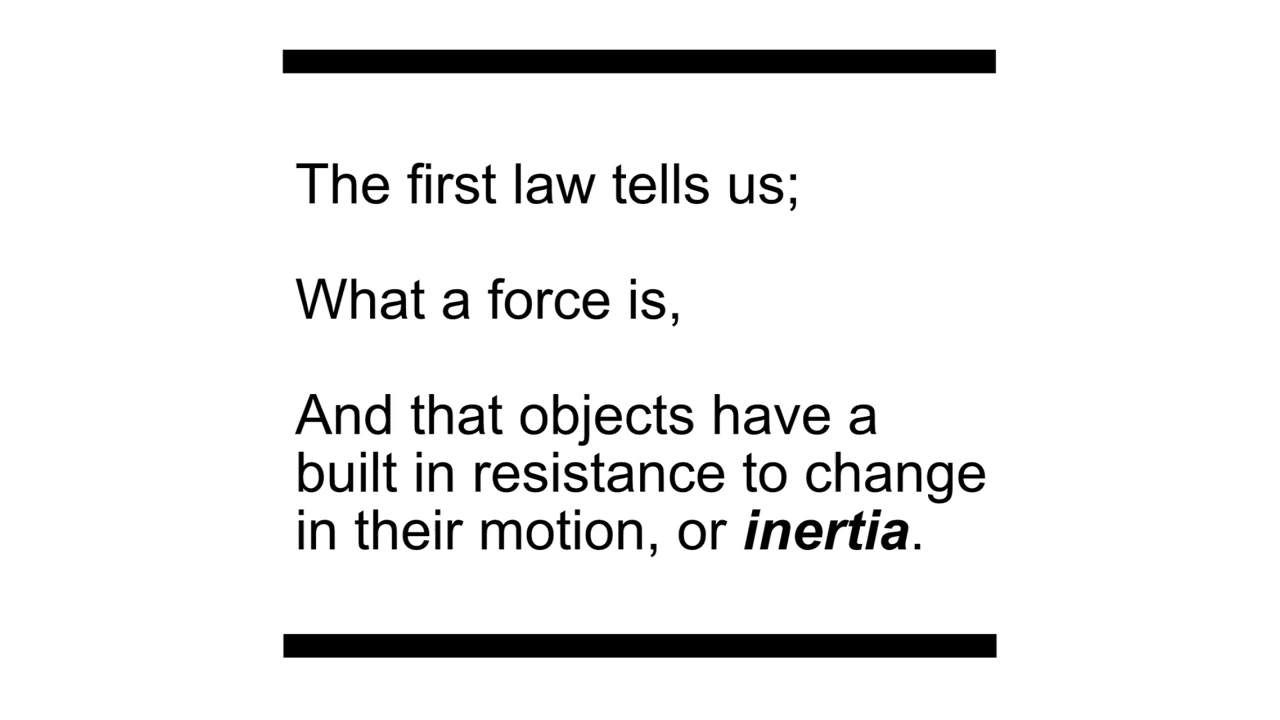 The first law tells us;
What a force is,
And that objects have a
built in resistance to change
in their motion, or inertia.